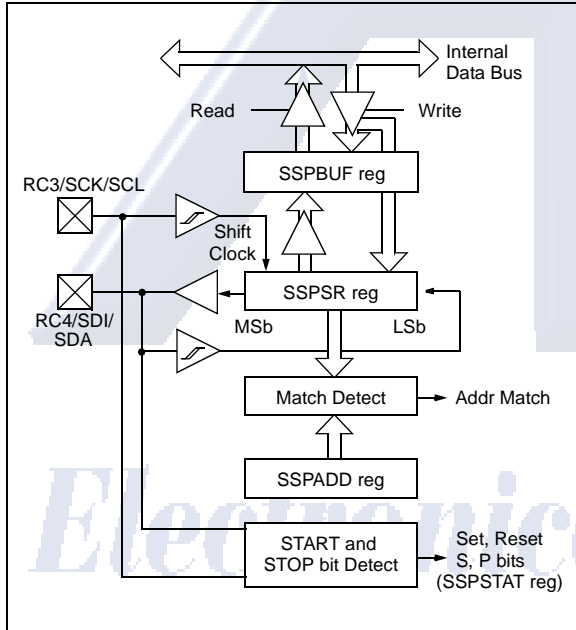 Internal
Data Bus
Read
Write
SSPBUF reg
RC3/SCK/SCL
Shift
Clock
SSPSR reg
MSb
LSb
RC4/SDI/
SDA
Match Detect
Addr Match
SSPADD reg
START and
STOP bit Detect
Set, Reset
S, P bits
(SSPSTAT reg)